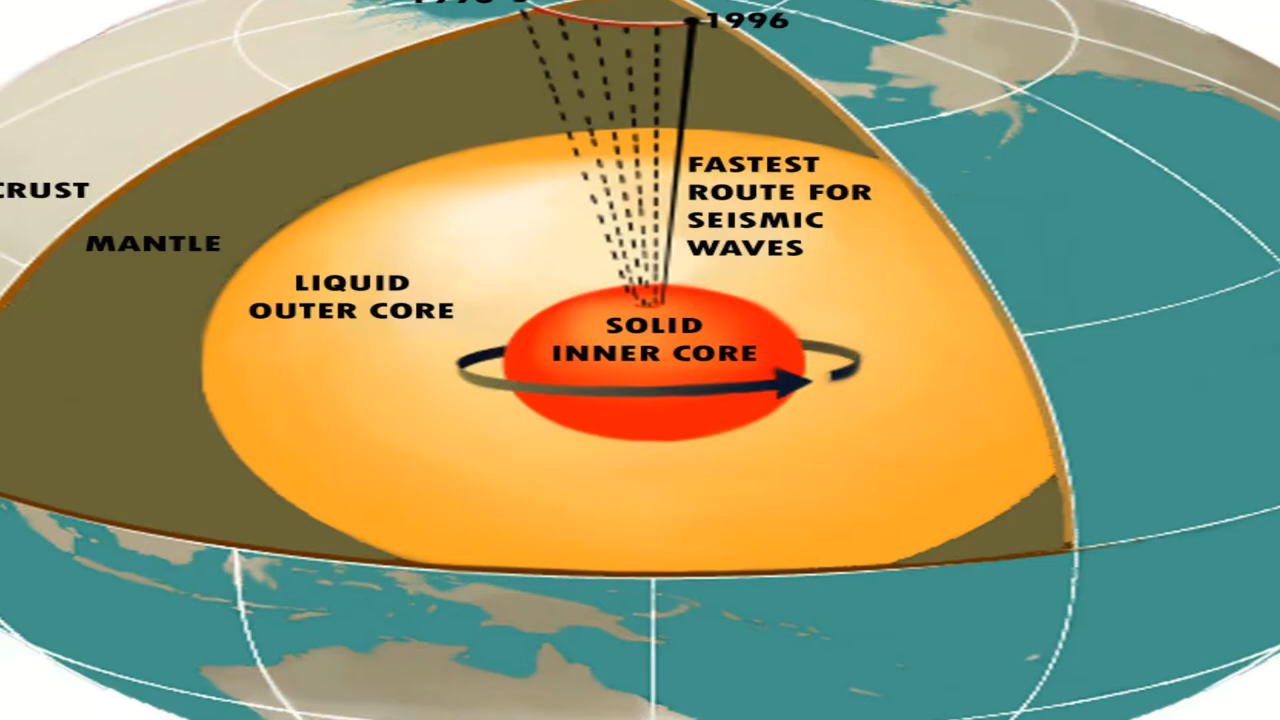 1996
CRUST
MANTLE
FASTEST
ROUTE FOR
SEISMIC
WAVES
LIQUID
OUTER CORE
SOLID
INNER CORE